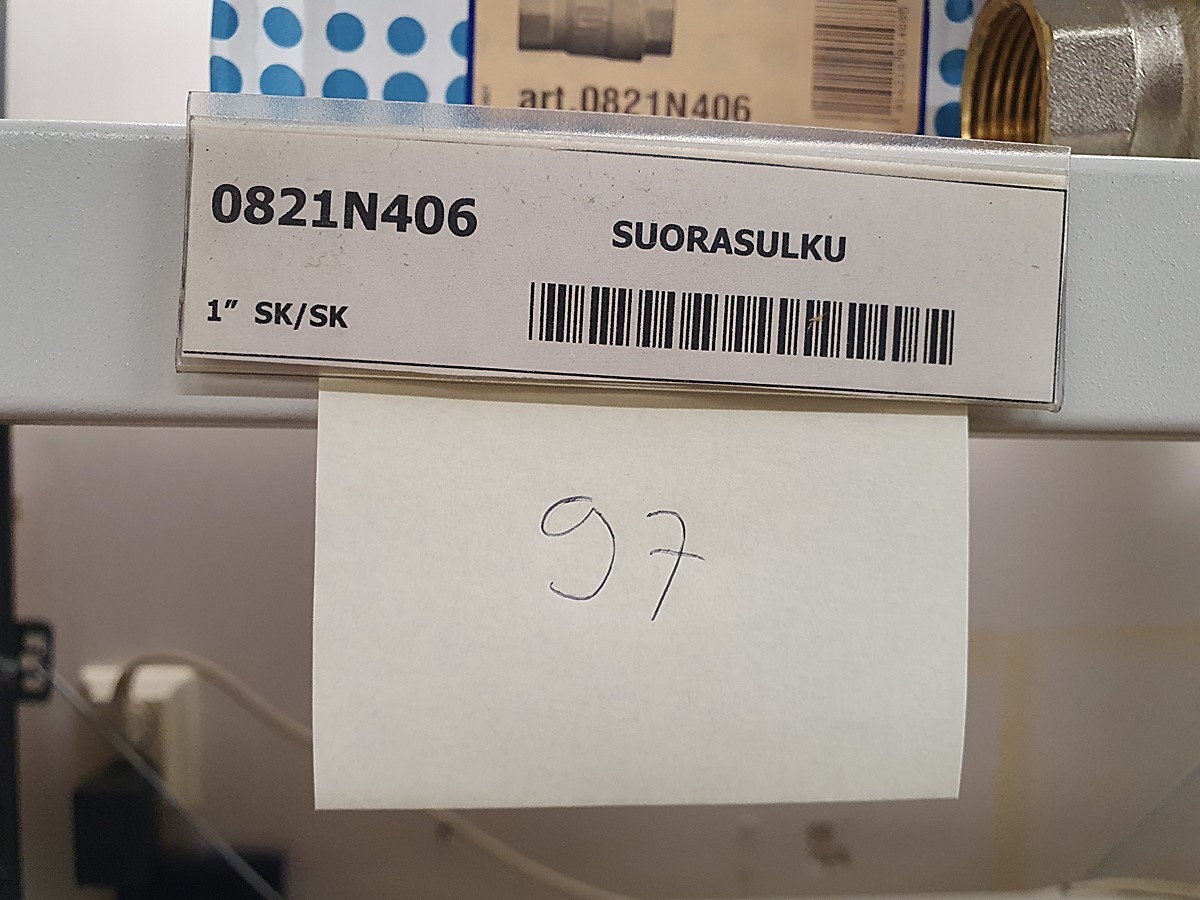 art.0821N406
0821N406
SUORASULKU
1” SK/SK
97